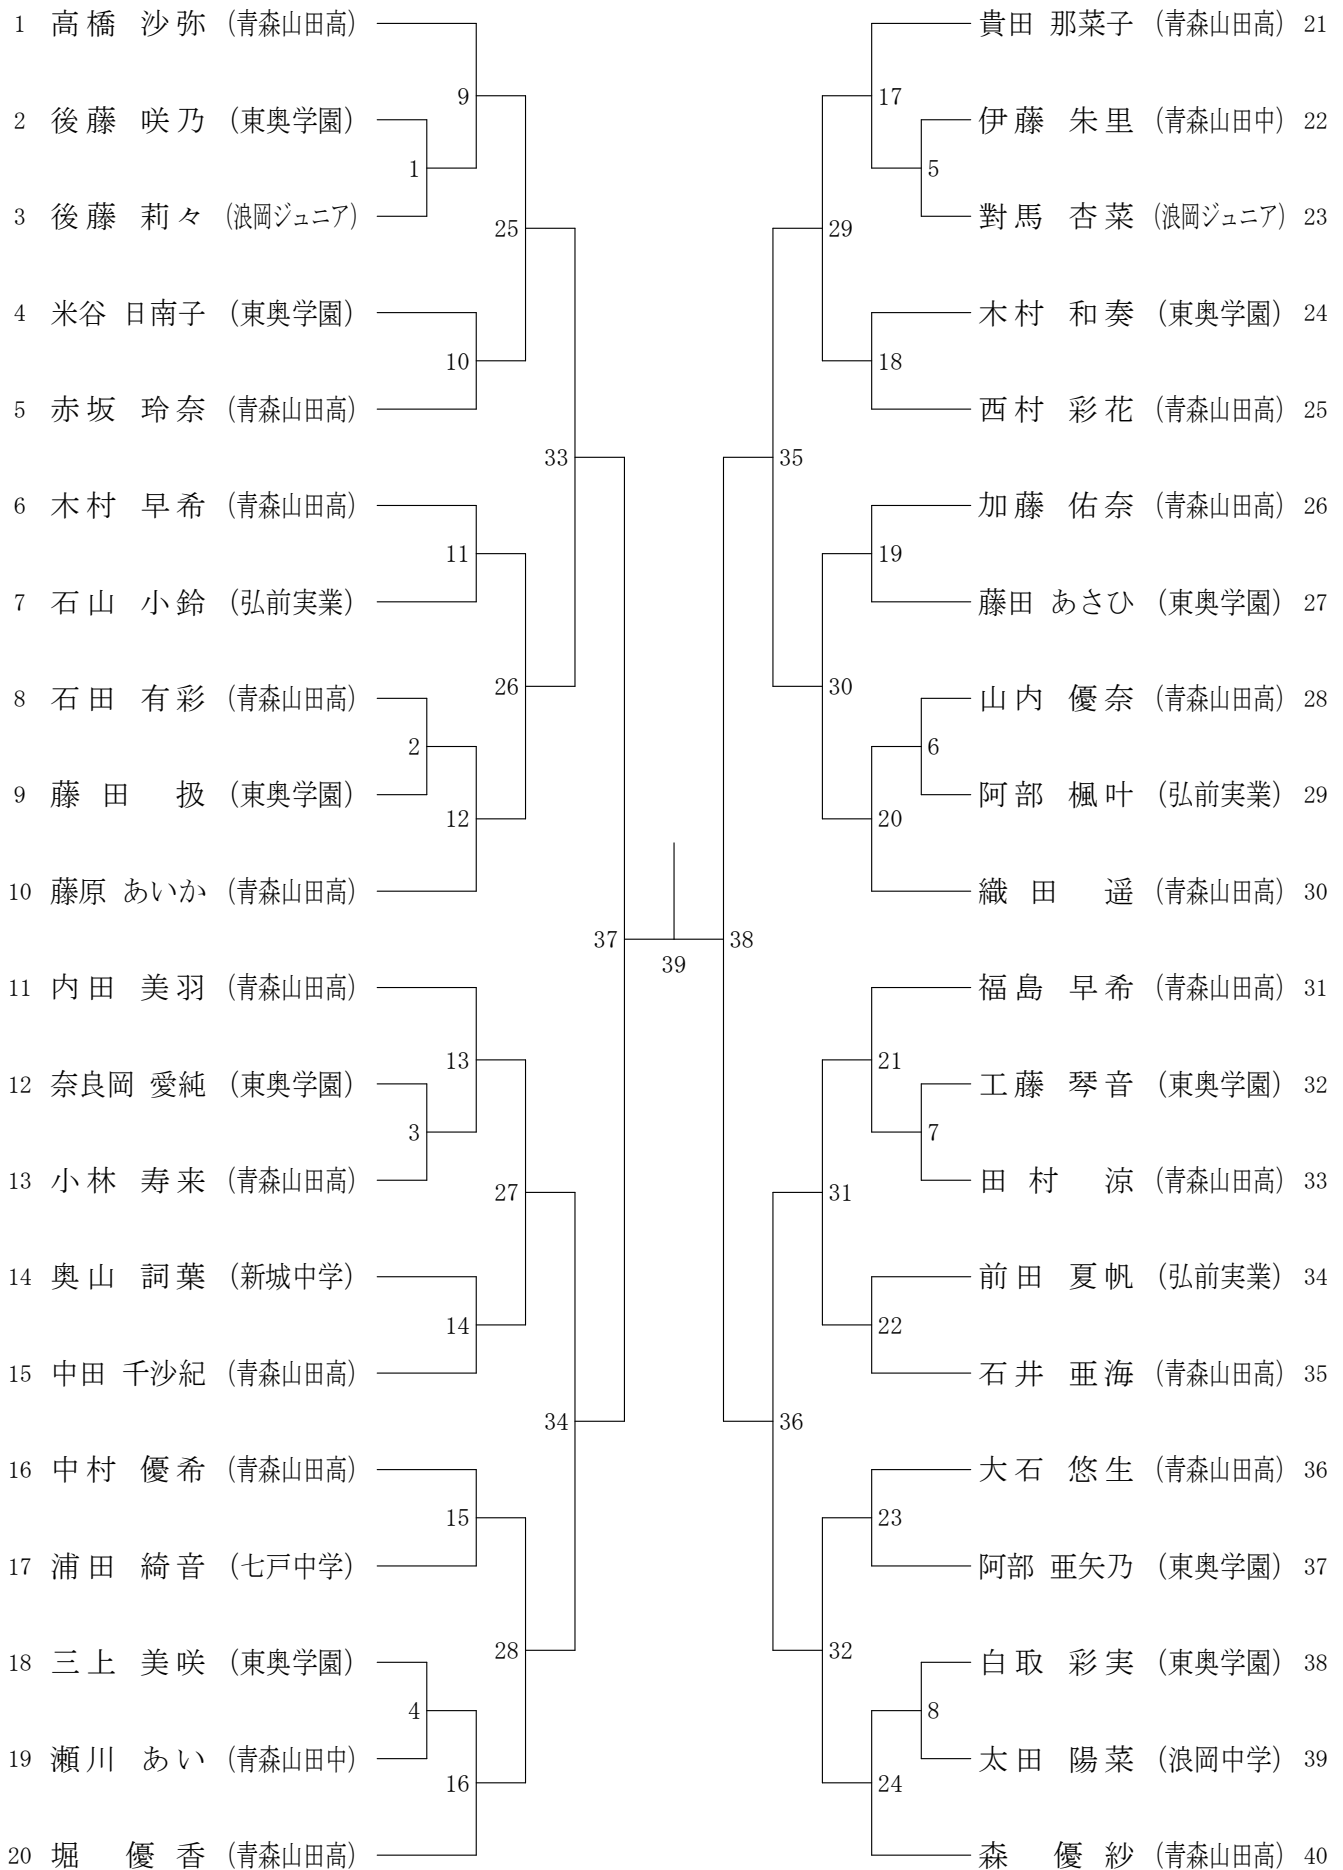 1 高橋 沙弥 (青森山田高)
2 後藤 咲乃 (東奥学園)
3 後藤 莉々 (浪岡ジュニア)
4 米谷 日南子 (東奥学園)
5 赤坂 玲奈 (青森山田高)
6 木村 早希 (青森山田高)
7 石山 小鈴 (弘前実業)
8 石田 有彩 (青森山田高)
9 藤田 扱 (東奥学園)
10 藤原 あいか (青森山田高)
11 内田 美羽 (青森山田高)
12 奈良岡 愛純 (東奥学園)
13 小林 寿来 (青森山田高)
14 奥山 詞葉 (新城中学)
15 中田 千沙紀 (青森山田高)
16 中村 優希 (青森山田高)
17 浦田 綺音 (七戸中学)
18 三上 美咲 (東奥学園)
19 瀬川 あい (青森山田中)
20 堀 優香 (青森山田高)
1
2
3
4
9
10
11
12
13
14
15
16
25
26
27
28
33
34
37
39
38
35
36
29
30
31
32
17
18
19
20
21
22
23
24
5
6
7
8
貴田 那菜子 (青森山田高) 21
伊藤 朱里 (青森山田中) 22
對馬 杏菜 (浪岡ジュニア) 23
木村 和奏 (東奥学園) 24
西村 彩花 (青森山田高) 25
加藤 佑奈 (青森山田高) 26
藤田 あさひ (東奥学園) 27
山内 優奈 (青森山田高) 28
阿部 楓叶 (弘前実業) 29
織田 遥 (青森山田高) 30
福島 早希 (青森山田高) 31
工藤 琴音 (東奥学園) 32
田村 涼 (青森山田高) 33
前田 夏帆 (弘前実業) 34
石井 亜海 (青森山田高) 35
大石 悠生 (青森山田高) 36
阿部 亜矢乃 (東奥学園) 37
白取 彩実 (東奥学園) 38
太田 陽菜 (浪岡中学) 39
森 優紗 (青森山田高) 40